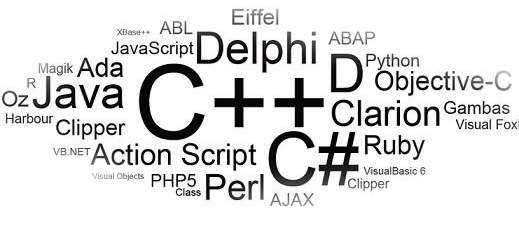 Eiffel
XBase++ ABL
JavaScript Delphi ABAP
Magik Ada Python
R D Objective-C
Oz Java C++
Harbour Clarion Gambas
Clipper Visual Fox
VB.NET Action Script C# Ruby
Visual Objects PHP5 VisualBasic 6
Class Perl Clipper
AJAX